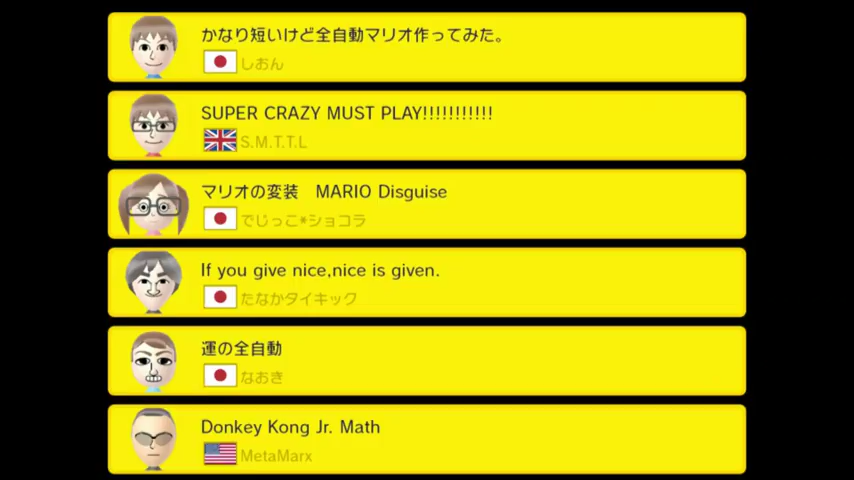 かなり短いけど全自動マリオ作ってみた。
しおん
SUPER CRAZY MUST PLAY!!!!!!!!!!!
S.M.T.T.L
マリオの変装　MARIO Disguise
でじっこ*ショコラ
If you give nice,nice is given.
たなかタイキック
運の全自動
なおき
Donkey Kong Jr. Math
MetaMarx